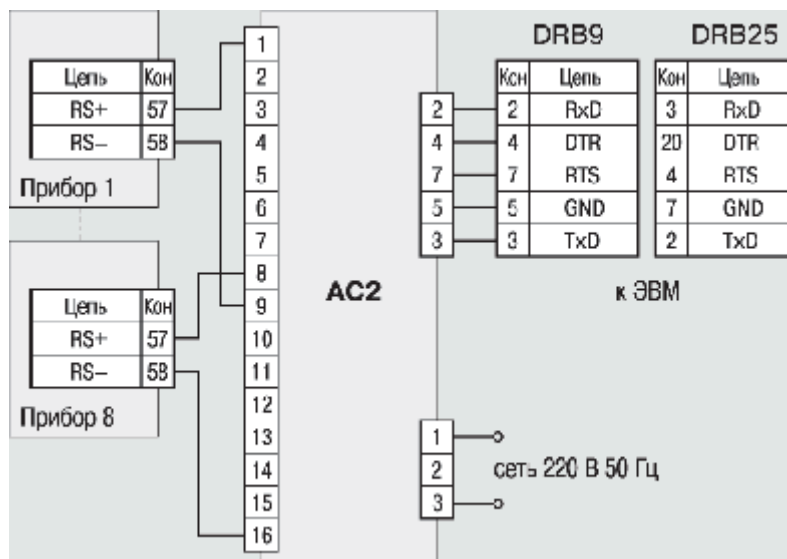 DRB9 DRB25
Цепь Кон
RS+ 57
RS– 58
Прибор 1
Цепь Кон
RS+ 57
RS– 58
Прибор 8
1
2
3
4
5
6
7
8
9
10
11
12
13
14
15
16
AC2
2
4
7
5
3
Кон Цепь
2 RxD
4 DTR
7 RTS
5 GND
3 TxD
Кон Цепь
3 RxD
20 DTR
4 RTS
7 GND
2 TxD
к ЭВМ
1
2
3
сеть 220 В 50 Гц